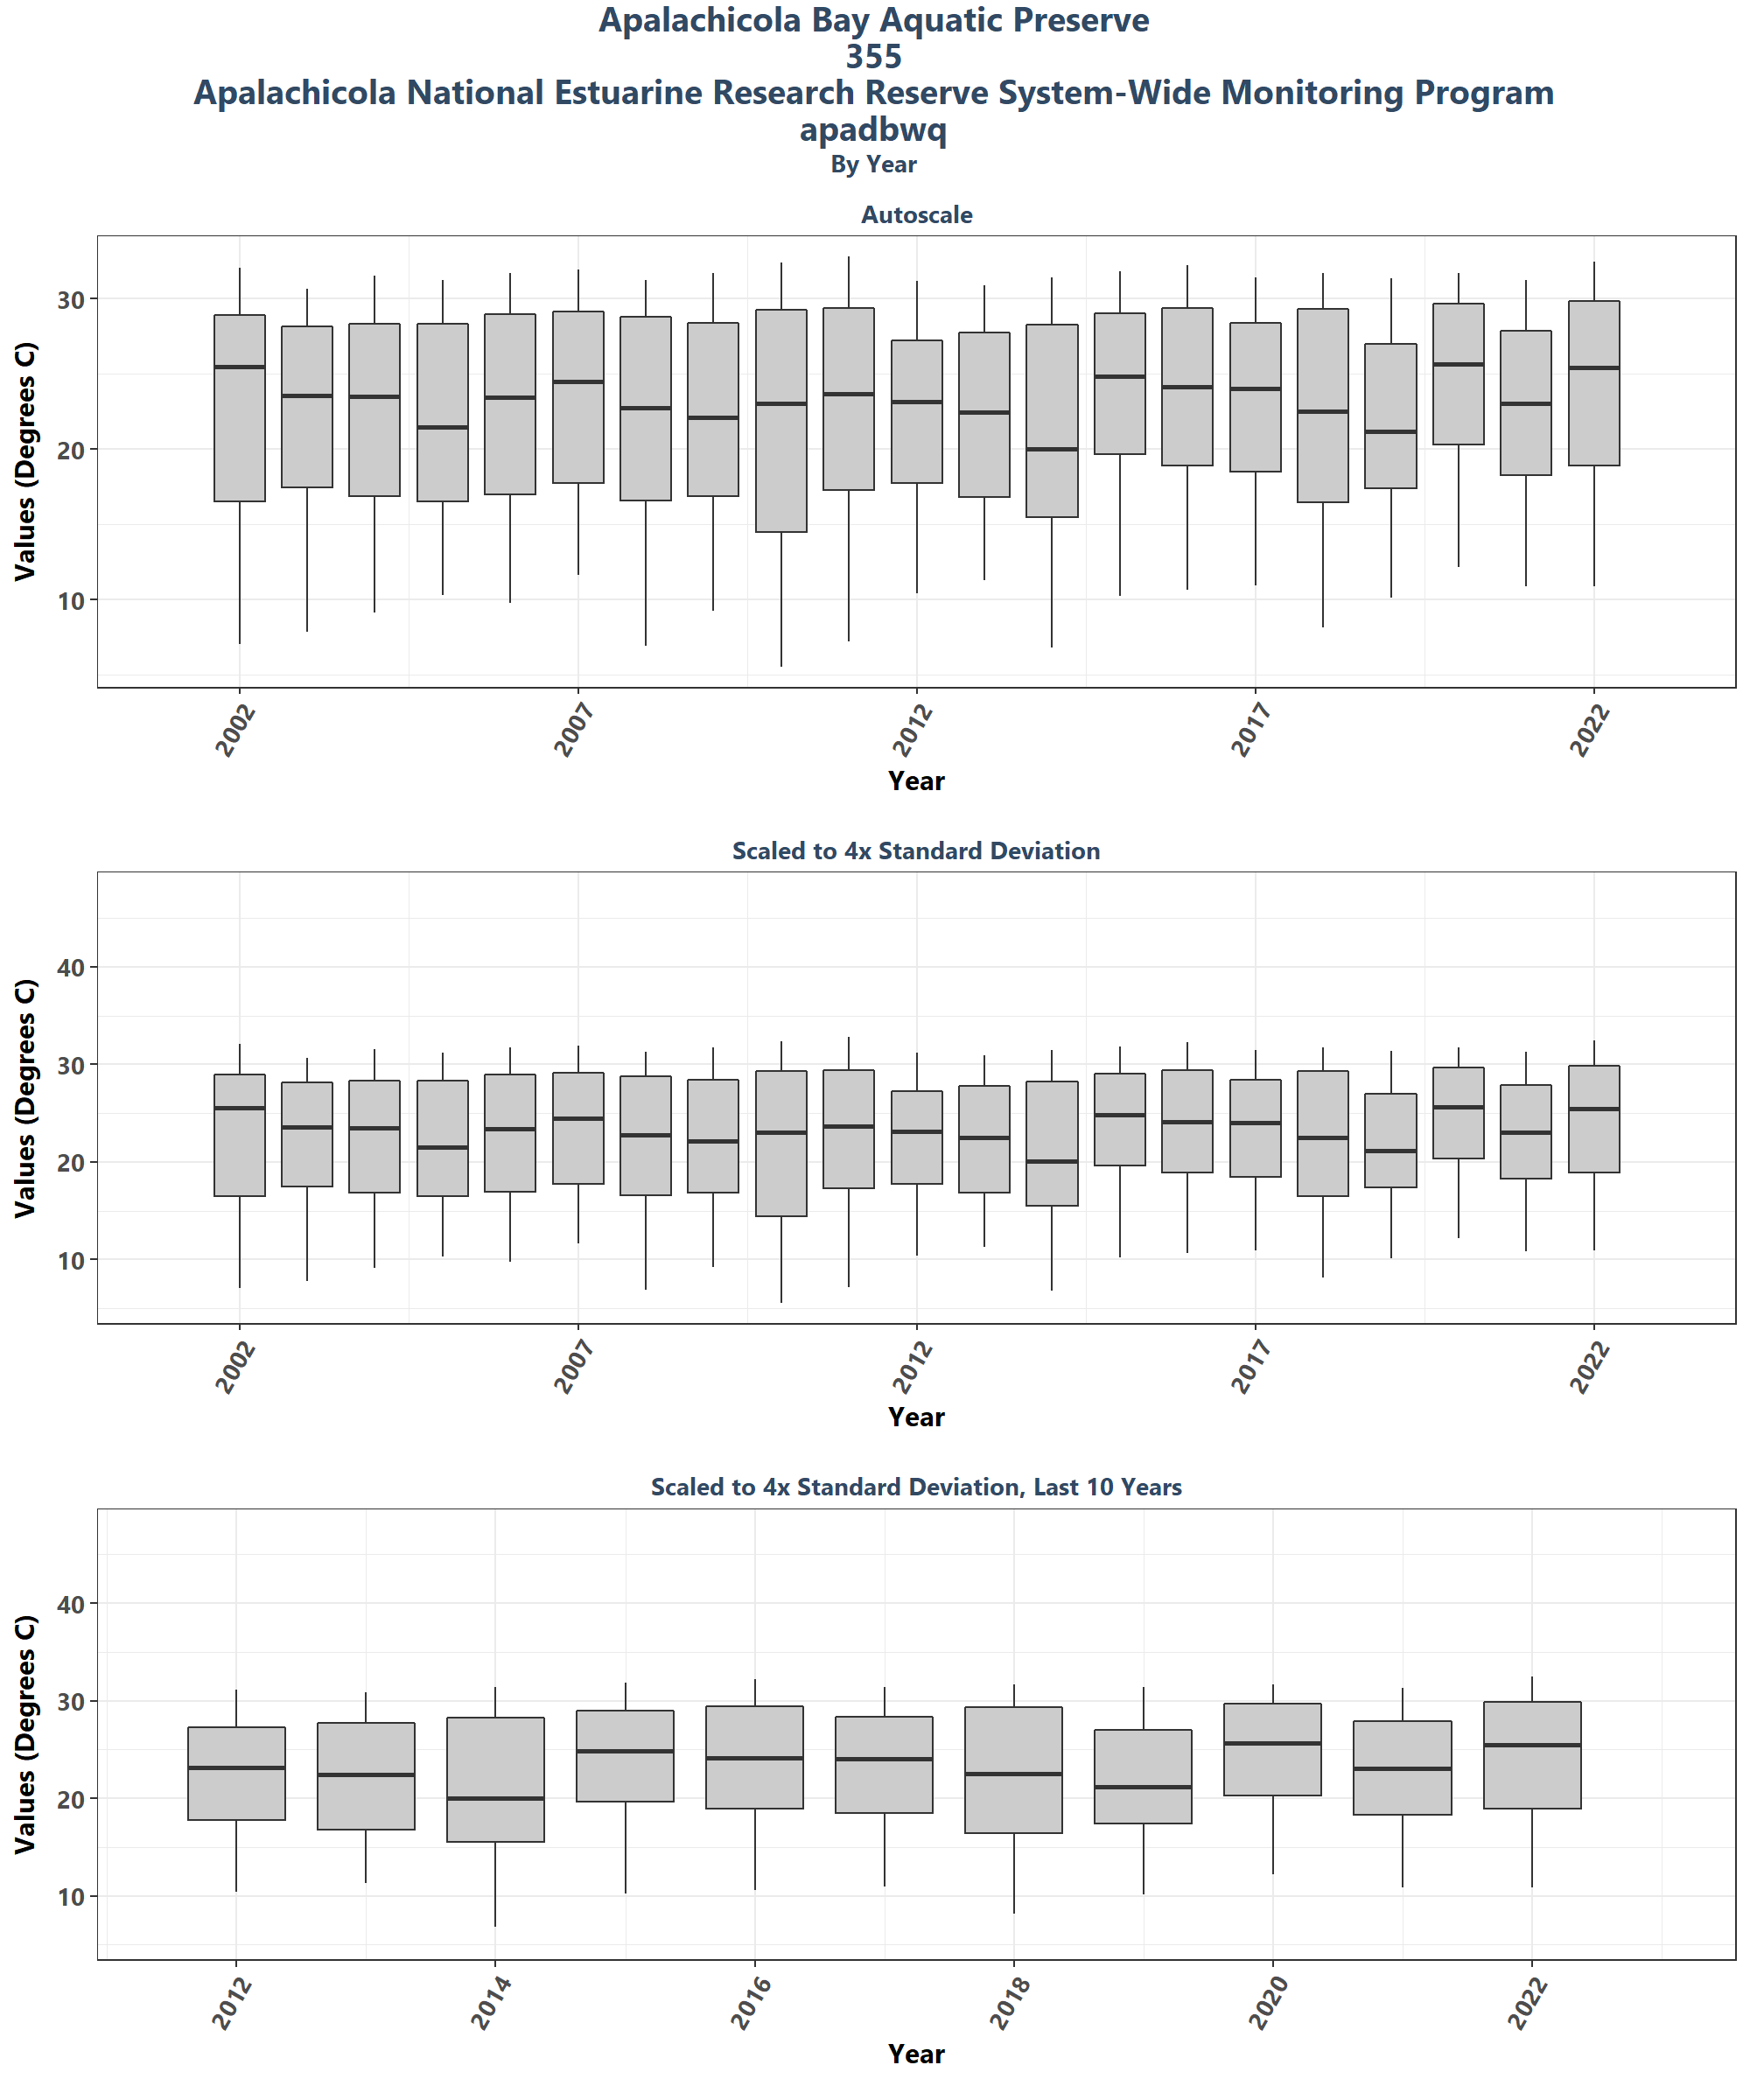 Apalachicola Bay Aquatic Preserve
355
Apalachicola National Estuarine Research Reserve System-Wide Monitoring Program
apadbwq
By Year
Autoscale
Values (Degrees C)
30
20
10
2002 2007 2012 2017 2022
Year
Scaled to 4x Standard Deviation
Values (Degrees C)
40
30
20
10
2002 2007 2012 2017 2022
Year
Scaled to 4x Standard Deviation, Last 10 Years
Values (Degrees C)
40
30
20
10
2012 2014 2016 2018 2020 2022
Year